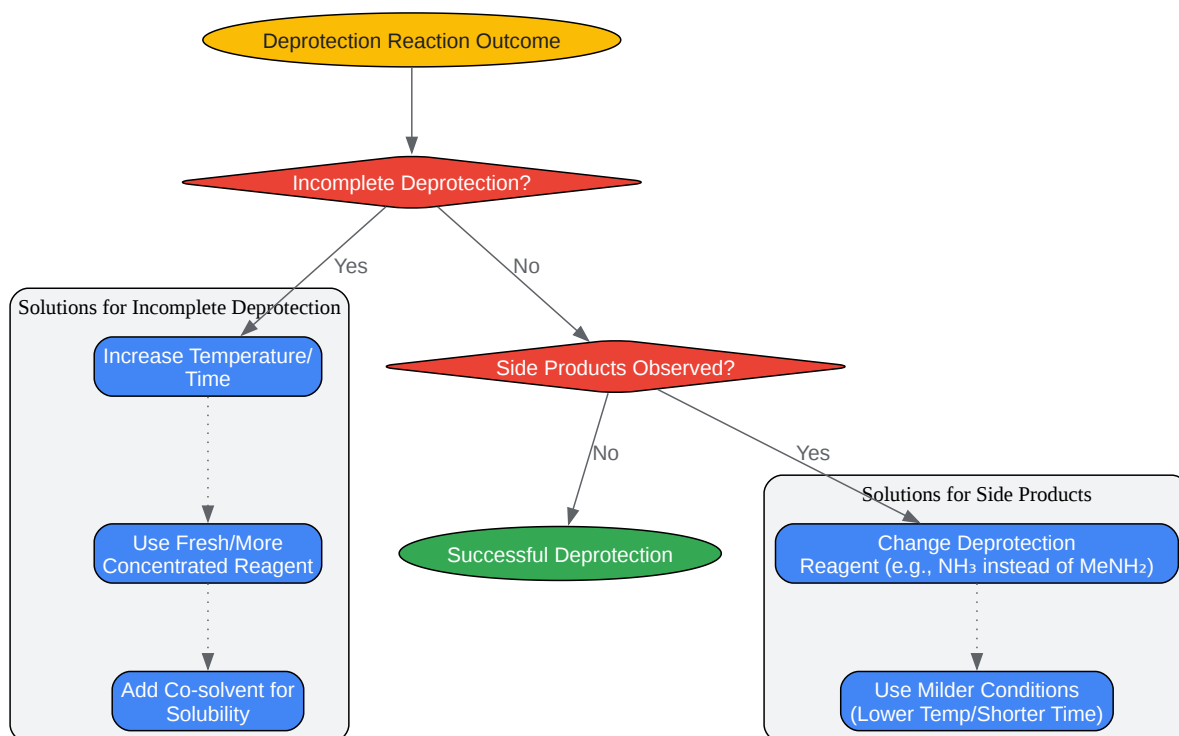 Deprotection Reaction Outcome
Incomplete Deprotection?
Yes
No
Solutions for Incomplete Deprotection
Increase Temperature/
Time
Side Products Observed?
No
Yes
Solutions for Side Products
Use Fresh/More
Concentrated Reagent
Successful Deprotection
Change Deprotection
Reagent (e.g., NH₃ instead of MeNH₂)
Add Co-solvent for
Solubility
Use Milder Conditions
(Lower Temp/Shorter Time)